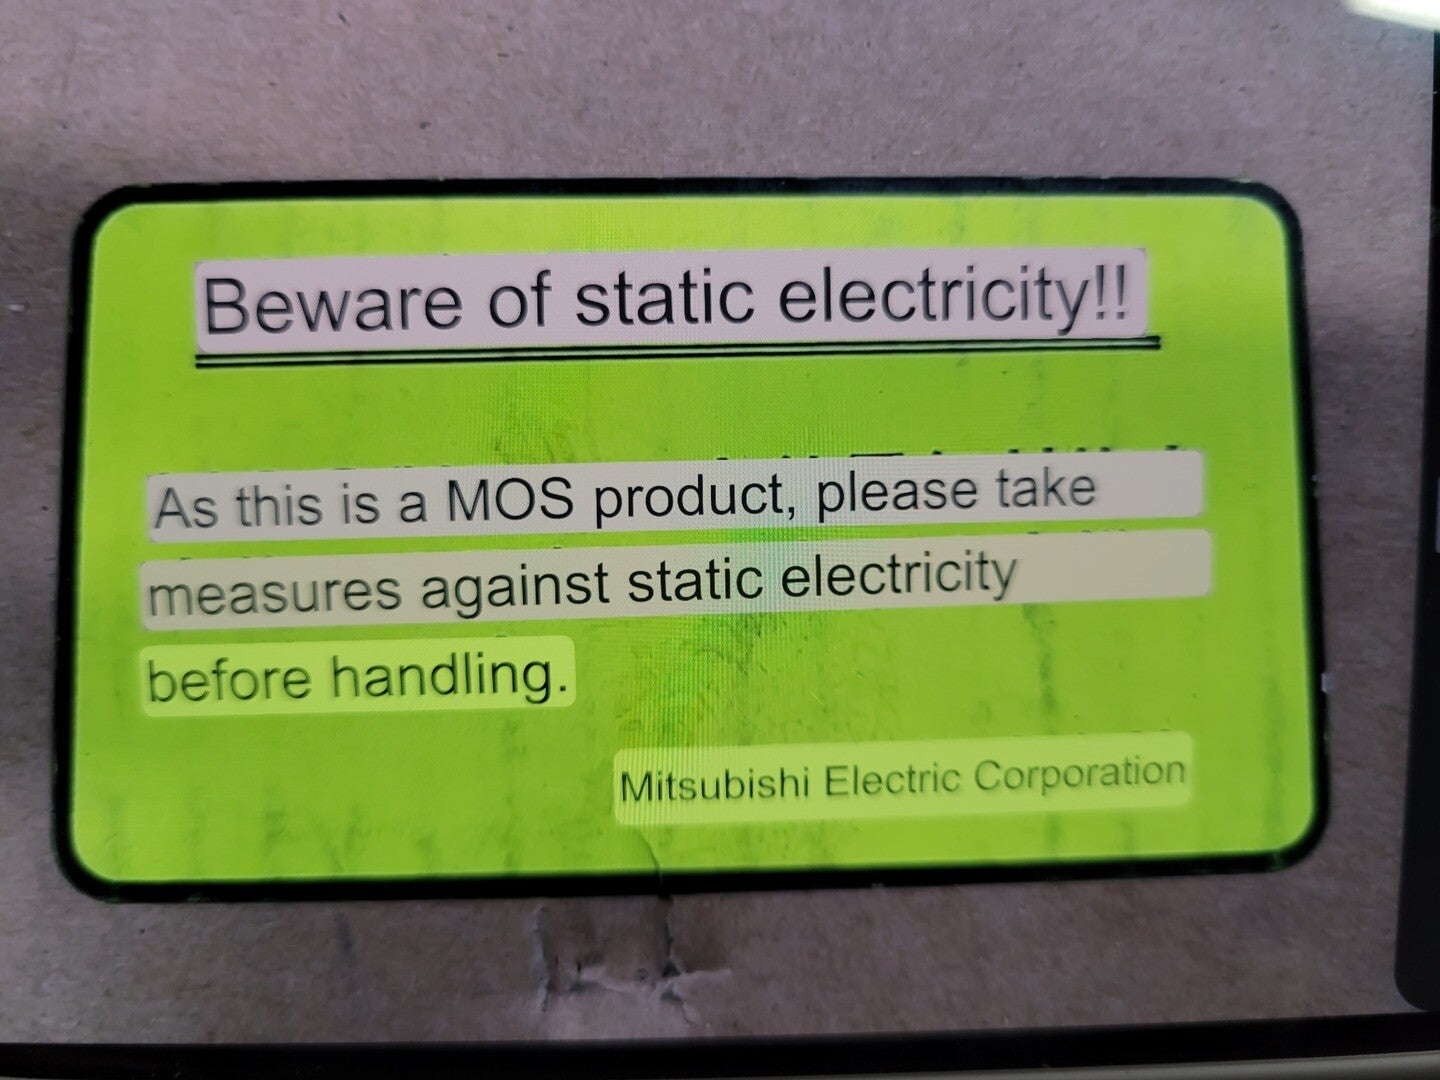 Beware of static electricity!!
As this is a MOS product, please take
measures against static electricity
before handling.
Mitsubishi Electric Corporation